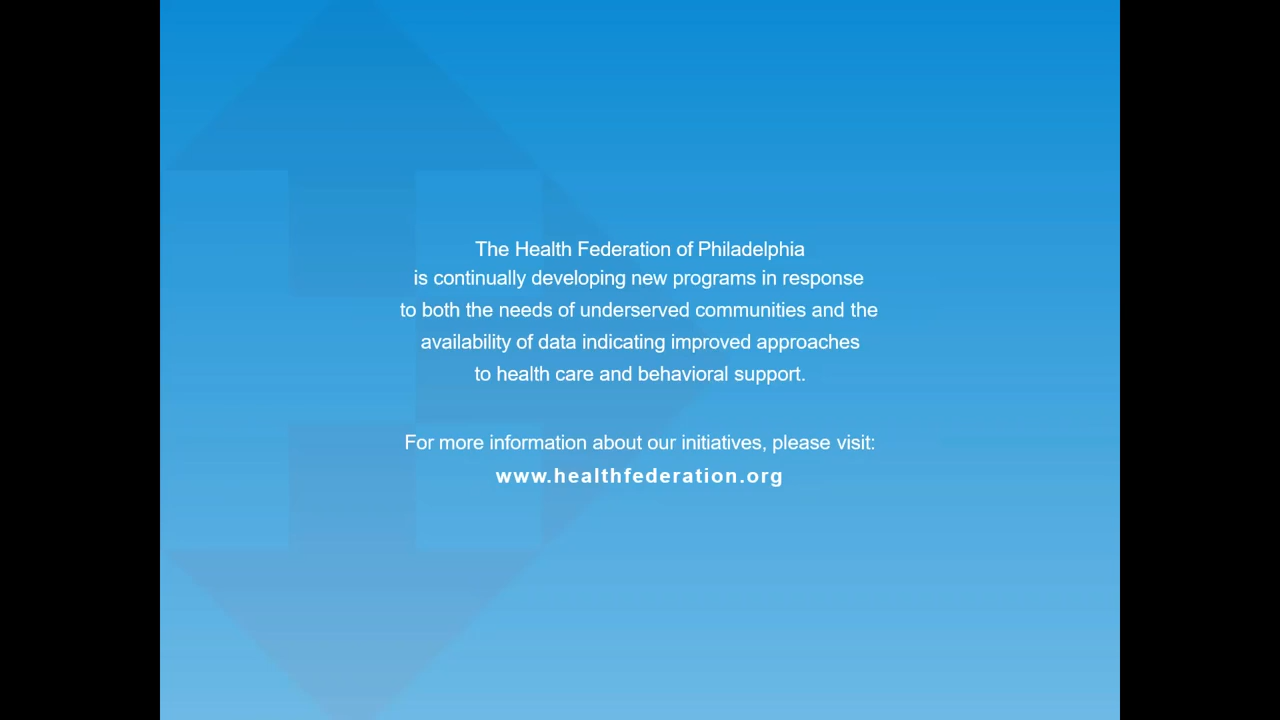 The Health Federation of Philadelphia
is continually developing new programs in response
to both the needs of underserved communities and the
availability of data indicating improved approaches
to health care and behavioral support.
For more information about our initiatives, please visit:
www.healthfederation.org